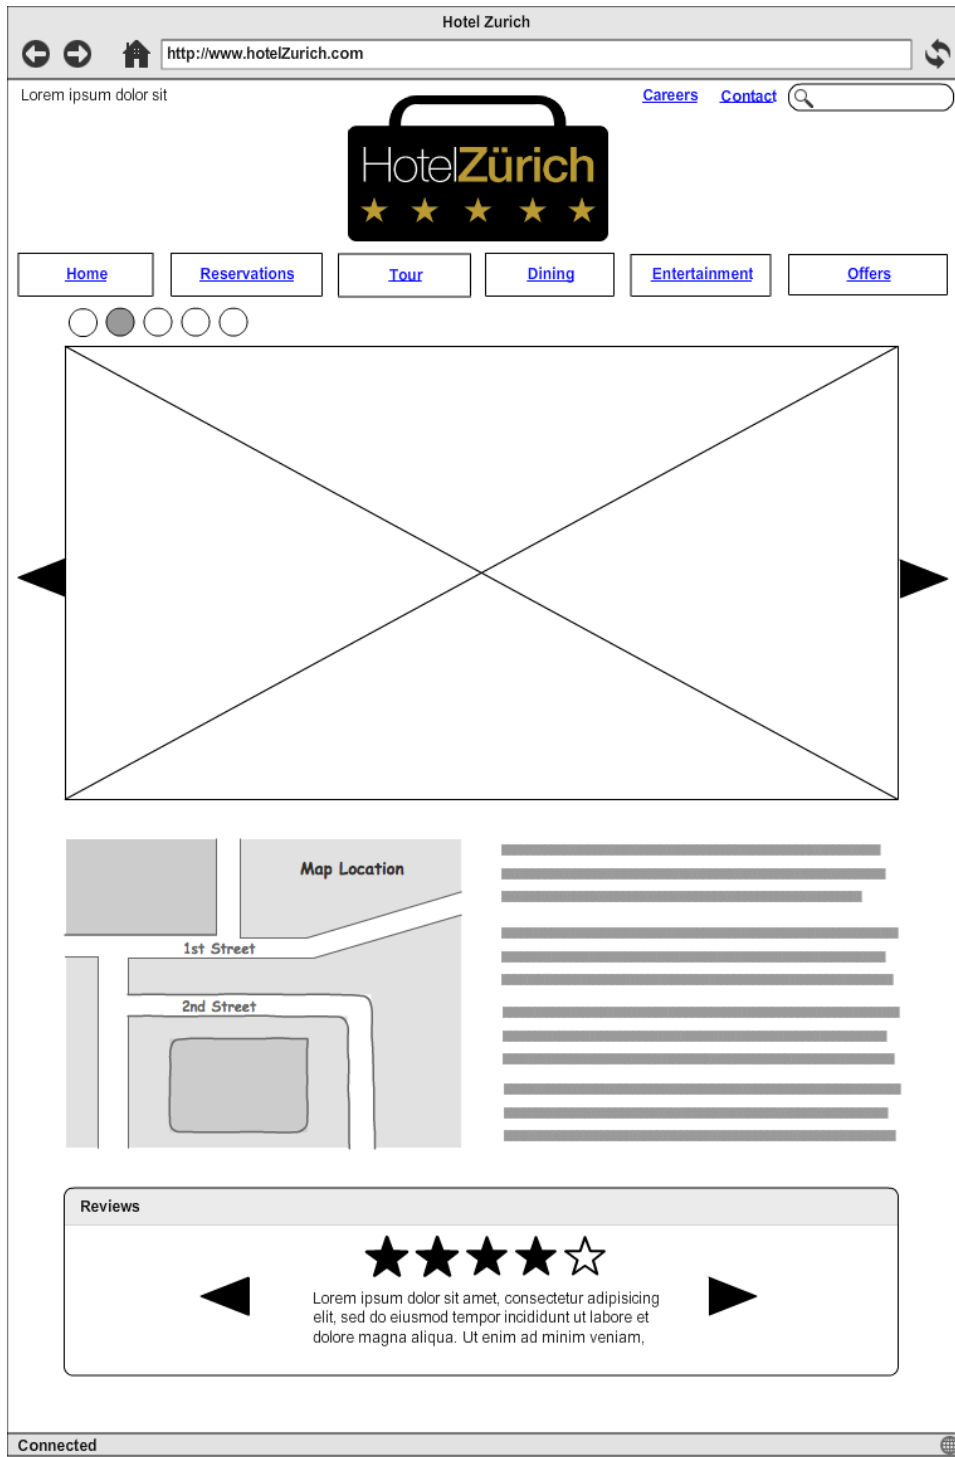 Hotel Zurich
http://www.hotelZurich.com
Lorem ipsum dolor sit
Careers
Contact
HotelZürich
Home
Reservations
Tour
Dining
Entertainment
Offers
Map Location
1st Street
2nd Street
Reviews
Lorem ipsum dolor sit amet, consectetur adipisicing
elit, sed do eiusmod tempor incididunt ut labore et
dolore magna aliqua. Ut enim ad minim veniam,
Connected